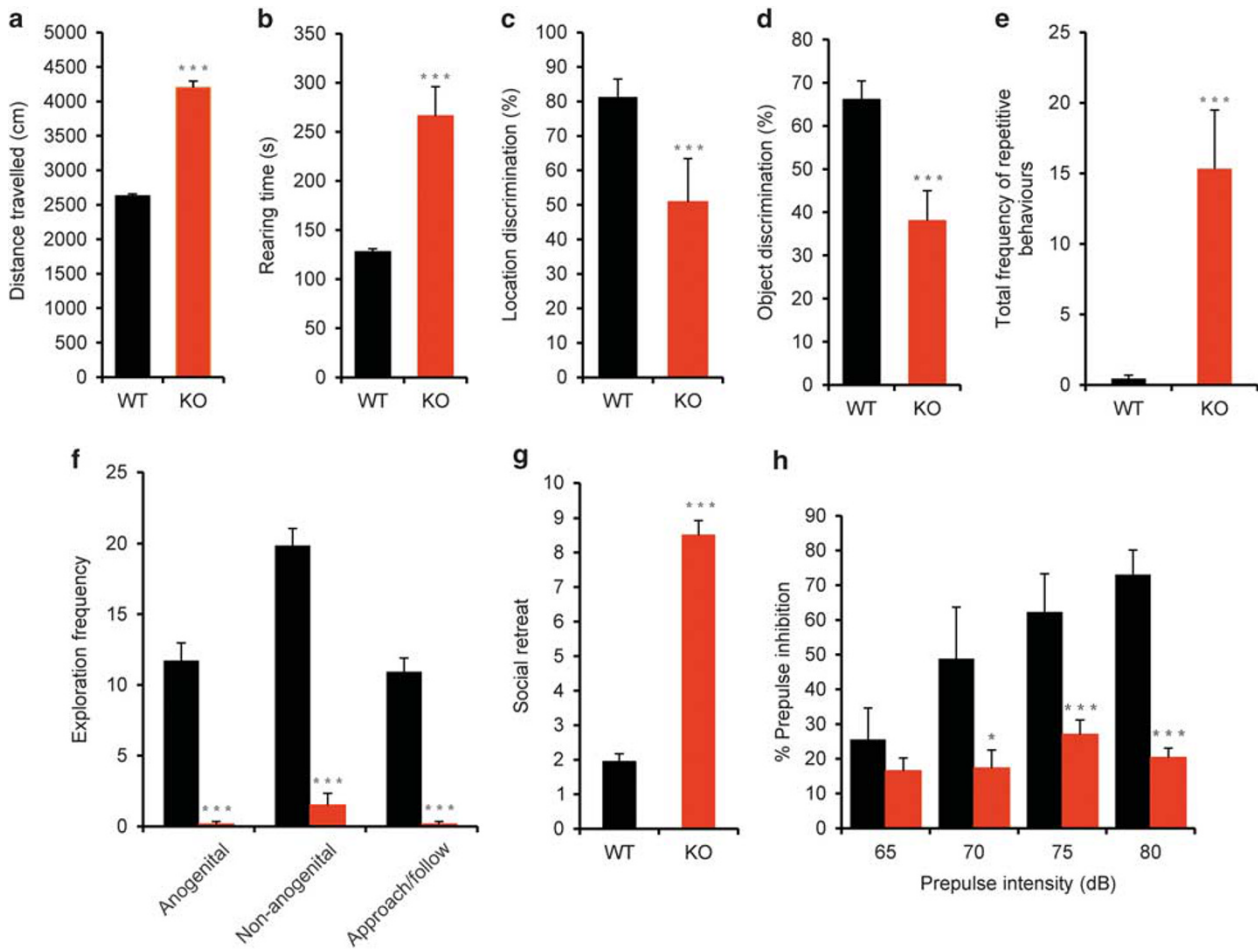 a
Distance travelled (cm)
5000
4500
4000
3500
3000
2500
2000
1500
1000
500
0
***
WT KO
b
Rearing time (s)
350
300
250
200
150
100
50
0
***
WT KO
c
Location discrimination (%)
100
90
80
70
60
50
40
30
20
10
0
***
WT KO
d
Object discrimination (%)
80
70
60
50
40
30
20
10
0
***
WT KO
e
Total frequency of repetitive
behaviours
25
20
15
10
5
0
***
WT KO
f
Exploration frequency
25
20
15
10
5
0
*** *** ***
Anogenital
Non-anogenital
Approach/follow
g
Social retreat
10
9
8
7
6
5
4
3
2
1
0
***
WT KO
h
% Prepulse inhibition
90
80
70
60
50
40
30
20
10
0
* *** ***
65 70 75 80
Prepulse intensity (dB)